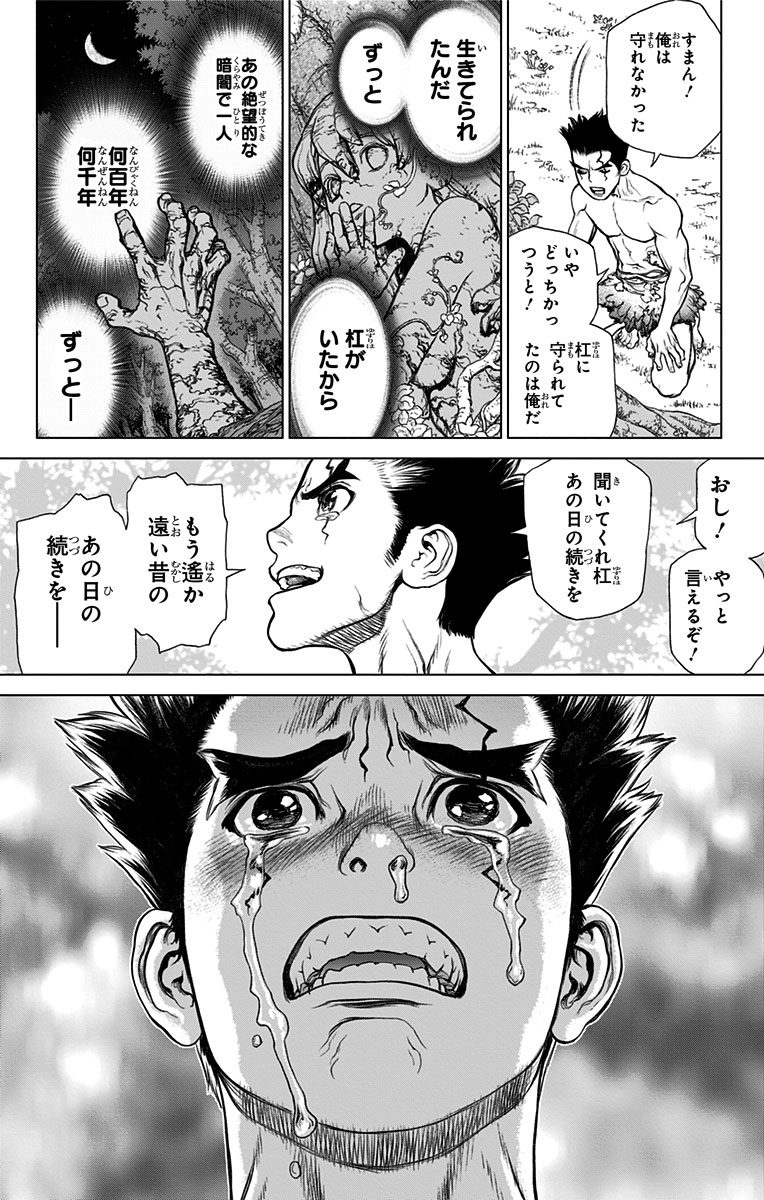 すまん！
俺は
守れなかった
いや
どっちかっ
つうと！
杠に
守られて
たのは俺だ
生きてられ
たんだ
ずっと
杠が
いたから
あの絶望的な
暗闇で一人
何百年
何千年
ずっと―
おし！
やっと
言えるぞ！
聞いてくれ杠
あの日の続きを
もう遙か
遠い昔の
あの日の
続きを――